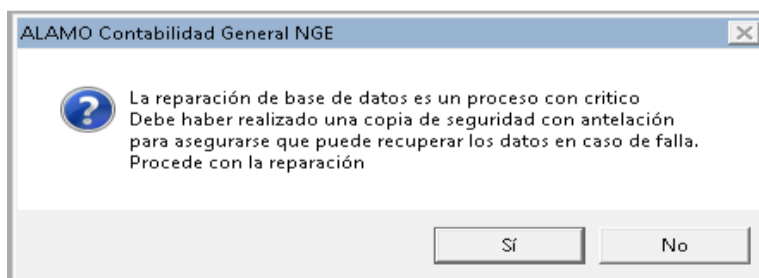 ALAMO Contabilidad General NGE
La reparación de base de datos es un proceso con critico
Debe haber realizado una copia de seguridad con antelación
para asegurarse que puede recuperar los datos en caso de falla.
Procede con la reparación
Sí
No